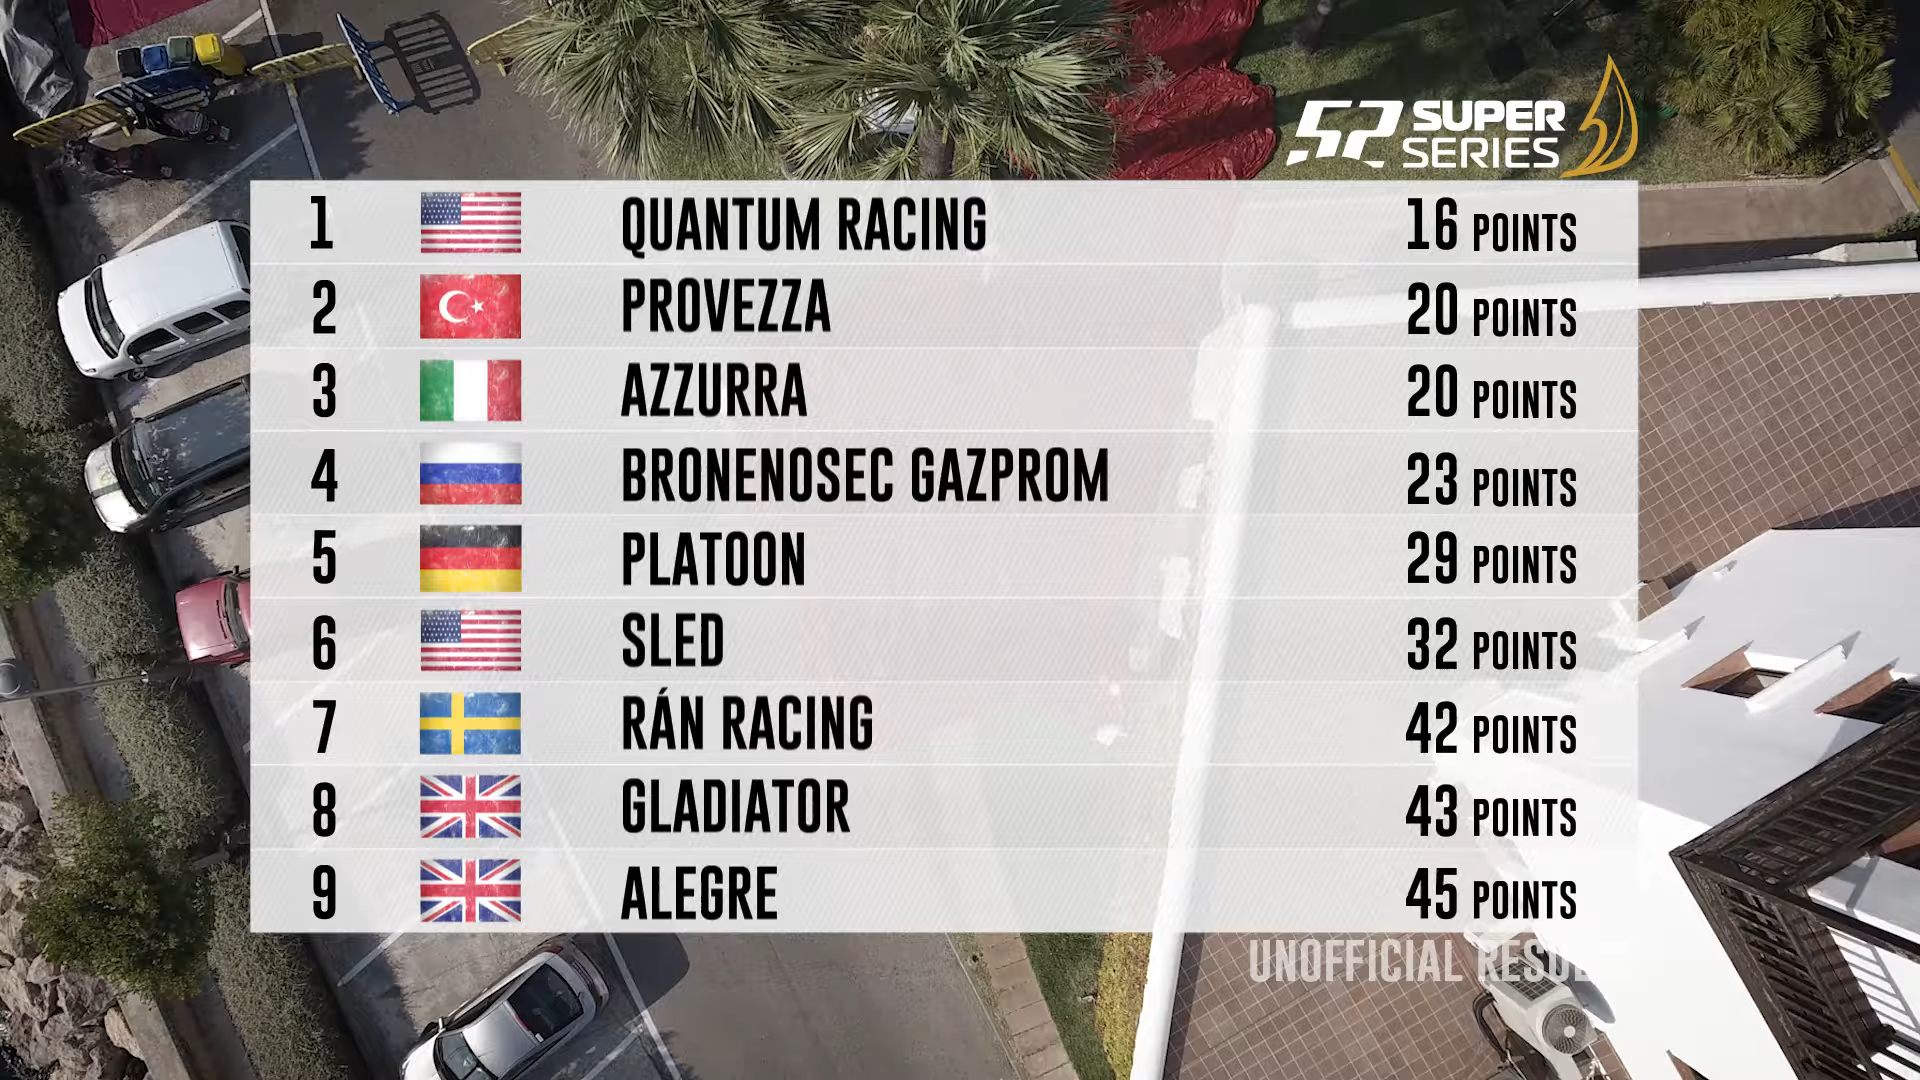 52 SUPER SERIES
1 QUANTUM RACING 16 POINTS
2 PROVEZZA 20 POINTS
3 AZZURRA 20 POINTS
4 BRONENOSEC GAZPROM 23 POINTS
5 PLATOON 29 POINTS
6 SLED 32 POINTS
7 RÁN RACING 42 POINTS
8 GLADIATOR 43 POINTS
9 ALEGRE 45 POINTS
UNOFFICIAL